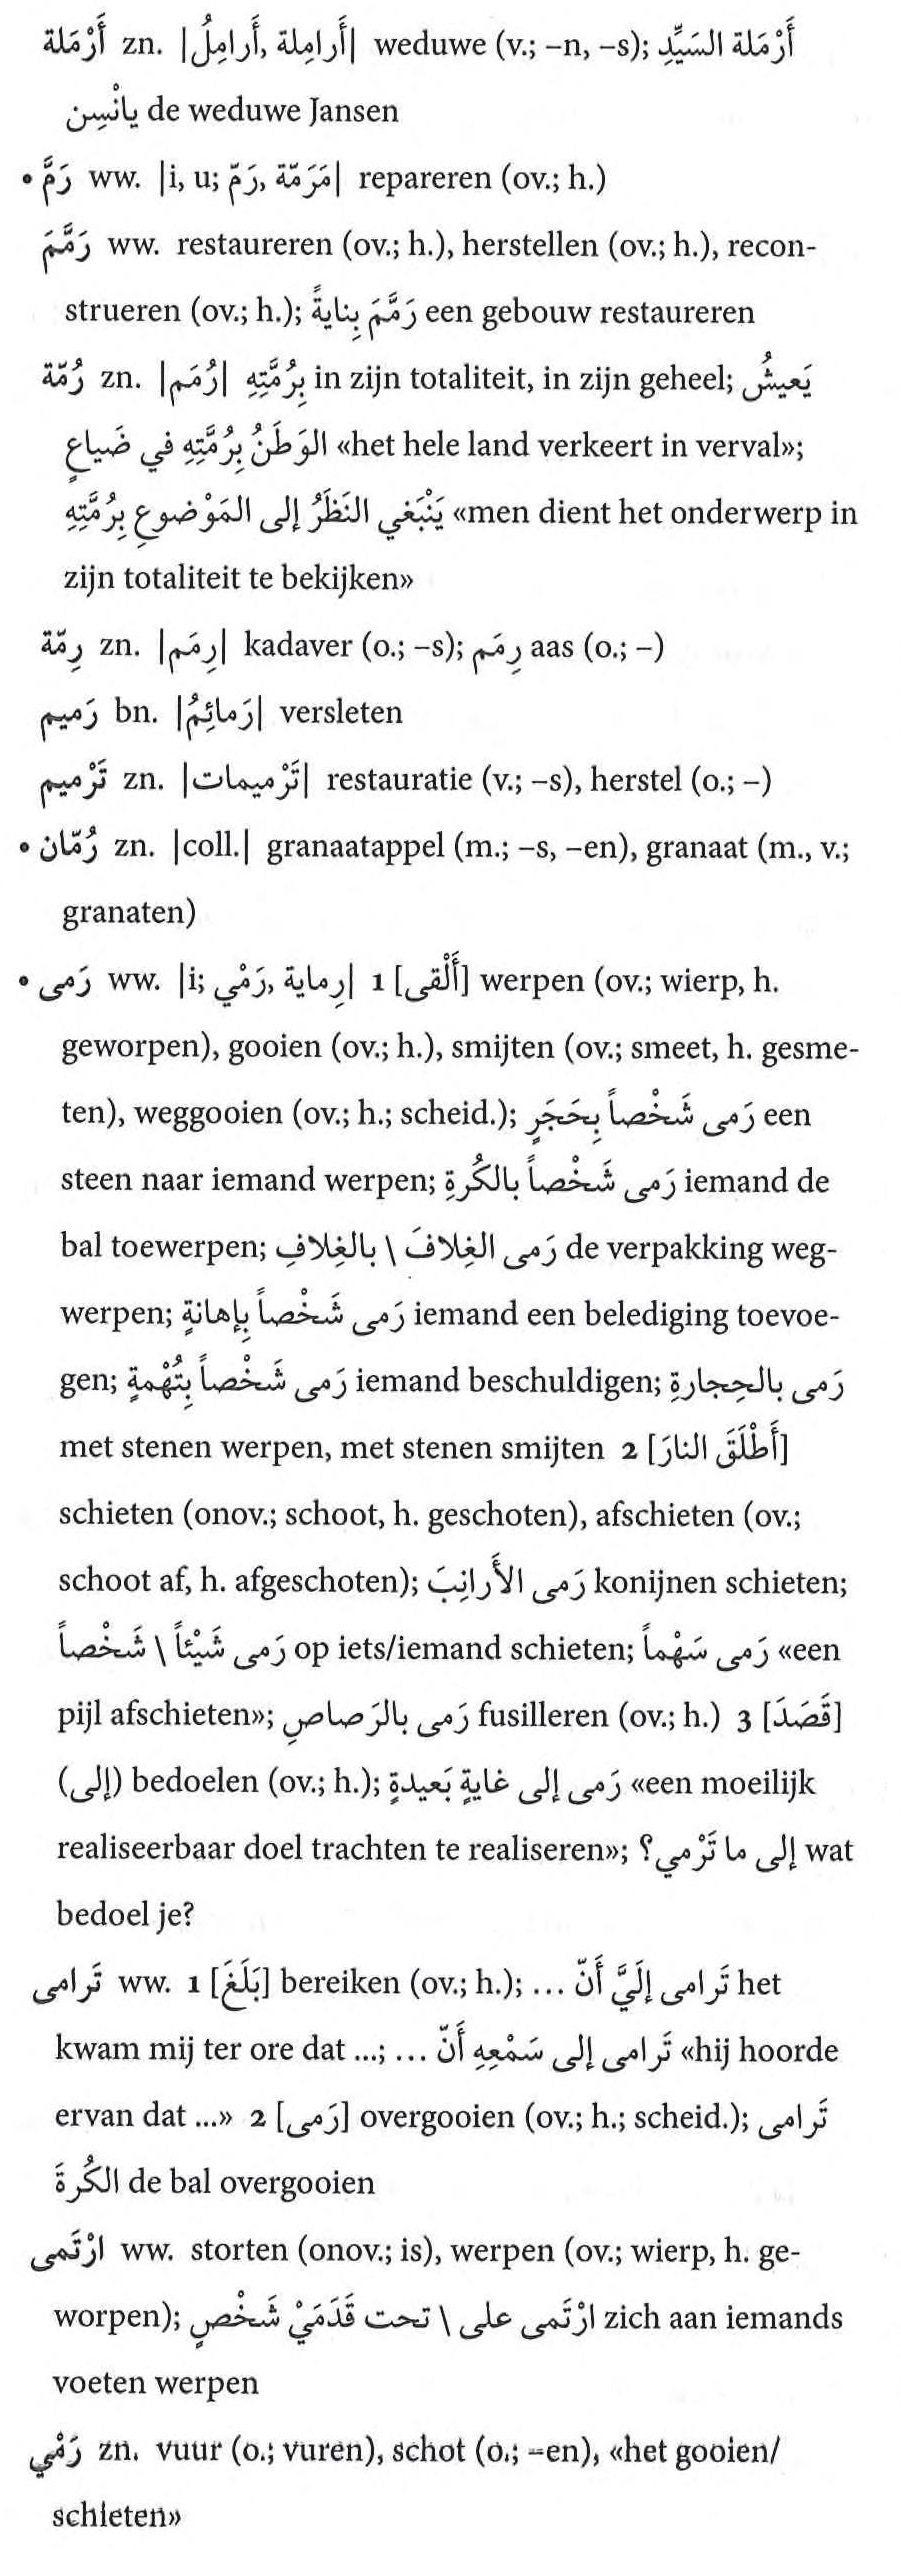 أَرْمَلة zn. |أَرامِلُ, أَرامِلة| weduwe (v.; –n, –s); أَرْمَلة السَيِّدِ
يانْسِن de weduwe Jansen
• رَمَّ ww. |i, u; رَمّ, مَرَمّة| repareren (ov.; h.)
رَمَّمَ ww. restaureren (ov.; h.), herstellen (ov.; h.), recon-
strueren (ov.; h.); رَمَّمَ بِنايةً een gebouw restaureren
رُمّة zn. |رُمَم| بِرُمَّتِهِ in zijn totaliteit, in zijn geheel; يَعيشُ
الوَطَنُ بِرُمَّتِهِ في ضَياعٍ «het hele land verkeert in verval»;
يَنْبَغي النَظَرُ إلى المَوْضوعِ بِرُمَّتِهِ «men dient het onderwerp in
zijn totaliteit te bekijken»
رِمّة zn. |رِمَم| kadaver (o.; –s); رِمَم aas (o.; –)
رَميم bn. |رَمائِمُ| versleten
تَرْميم zn. |تَرْميمات| restauratie (v.; –s), herstel (o.; –)
• رُمّان zn. |coll.| granaatappel (m.; –s, –en), granaat (m., v.;
granaten)
• رَمى ww. |i; رَمْي, رِماية| 1 [أَلْقى] werpen (ov.; wierp, h.
geworpen), gooien (ov.; h.), smijten (ov.; smeet, h. gesme-
ten), weggooien (ov.; h.; scheid.); رَمى شَخْصاً بِحَجَرٍ een
steen naar iemand werpen; رَمى شَخْصاً بالكُرةِ iemand de
bal toewerpen; رَمى الغِلافَ \ بالغِلافِ de verpakking weg-
werpen; رَمى شَخْصاً بِإهانةٍ iemand een belediging toevoe-
gen; رَمى شَخْصاً بِتُهْمةٍ iemand beschuldigen; رَمى بالحِجارةِ
met stenen werpen, met stenen smijten 2 [أَطْلَقَ النارَ]
schieten (onov.; schoot, h. geschoten), afschieten (ov.;
schoot af, h. afgeschoten); رَمى الأَرانِبَ konijnen schieten;
رَمى شَيْئاً \ شَخْصاً op iets/iemand schieten; رَمى سَهْماً «een
pijl afschieten»; رَمى بالرَصاصِ fusilleren (ov.; h.) 3 [قَصَدَ]
(إلى) bedoelen (ov.; h.); رَمى إلى غايةٍ بَعيدةٍ «een moeilijk
realiseerbaar doel trachten te realiseren»; إلى ما تَرْمي؟ wat
bedoel je?
تَرامى ww. 1 [بَلَغَ] bereiken (ov.; h.); تَرامى إلَيَّ أَنّ ... het
kwam mij ter ore dat ...; تَرامى إلى سَمْعِهِ أَنّ ... «hij hoorde
ervan dat ...» 2 [رَمى] overgooien (ov.; h.; scheid.); تَرامى
الكُرةَ de bal overgooien
ارْتَمى ww. storten (onov.; is), werpen (ov.; wierp, h. ge-
worpen); ارْتَمى على \ تحت قَدَمَيْ شَخْصٍ zich aan iemands
voeten werpen
رَمْي zn. vuur (o.; vuren), schot (o.; –en), «het gooien/
schieten»